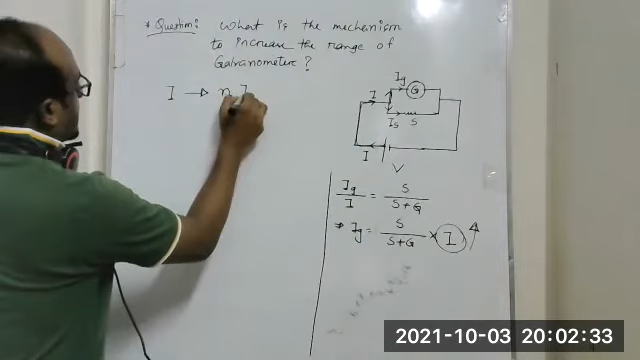 * Question: What is the mechanism
to increase the range of
Galvanometer?
I → n I
Ig
G
I
Is
S
I
V
Ig/I = S/(S+G)
⇒ Ig = S/(S+G) × I ↑
2021-10-03 20:02:33